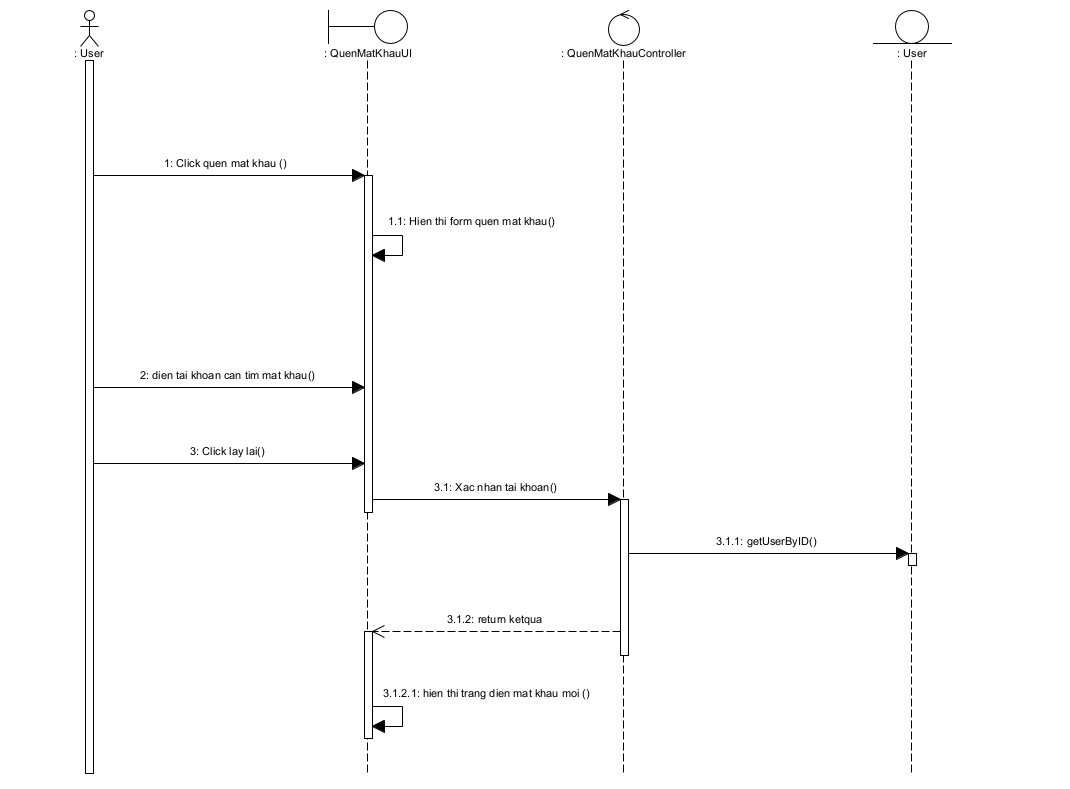 : User
: QuenMatKhauUI
: QuenMatKhauController
: User
1: Click quen mat khau ()
1.1: Hien thi form quen mat khau()
2: dien tai khoan can tim mat khau()
3: Click lay lai()
3.1: Xac nhan tai khoan()
3.1.1: getUserByID()
3.1.2: return ketqua
3.1.2.1: hien thi trang dien mat khau moi ()